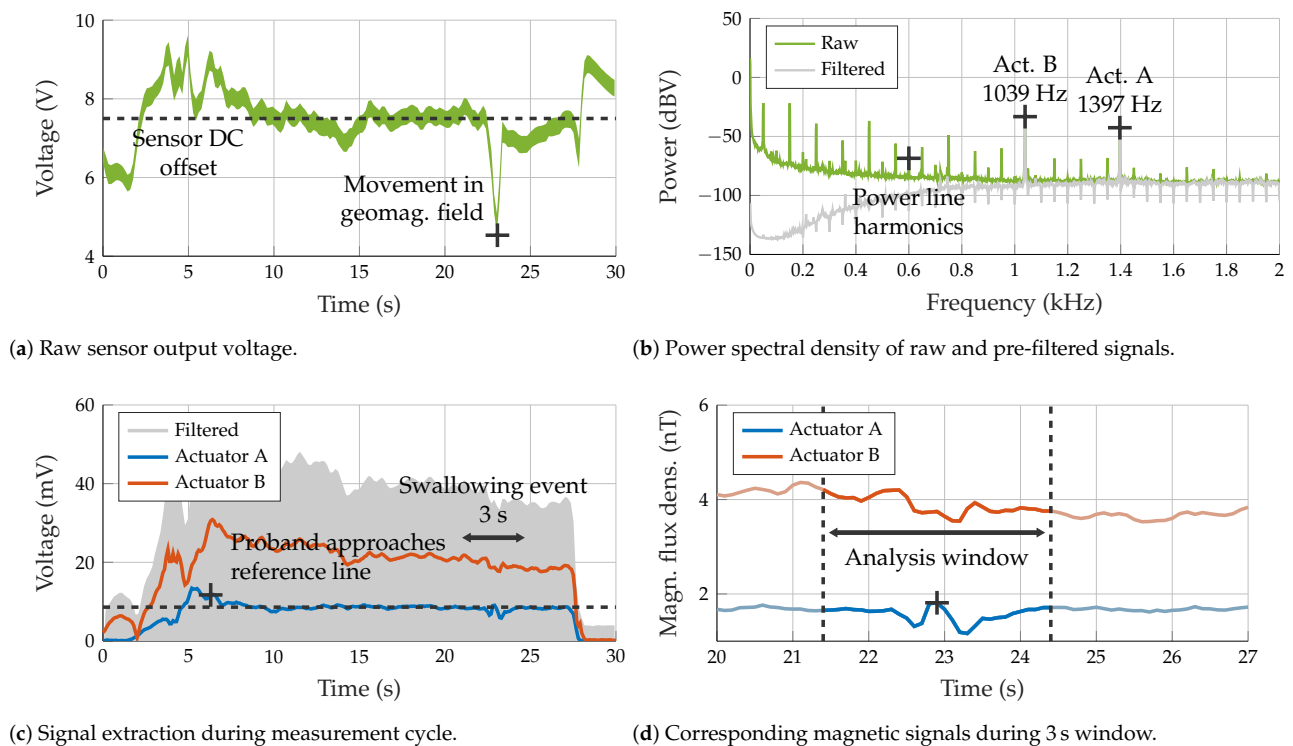 10
8
6
4
Voltage (V)
Sensor DC
offset
Movement in
geomag. field
0
5
10
15
20
25
30
Time (s)
(a) Raw sensor output voltage.
50
0
−50
−100
−150
Power (dBV)
Raw
Filtered
Act. B
1039 Hz
Act. A
1397 Hz
Power line
harmonics
0
0.2
0.4
0.6
0.8
1
1.2
1.4
1.6
1.8
2
Frequency (kHz)
(b) Power spectral density of raw and pre-filtered signals.
60
40
20
0
Voltage (mV)
Filtered
Actuator A
Actuator B
Swallowing event
3 s
Proband approaches
reference line
0
5
10
15
20
25
30
Time (s)
(c) Signal extraction during measurement cycle.
6
4
2
Magn. flux dens. (nT)
Actuator A
Actuator B
Analysis window
20
21
22
23
24
25
26
27
Time (s)
(d) Corresponding magnetic signals during 3 s window.